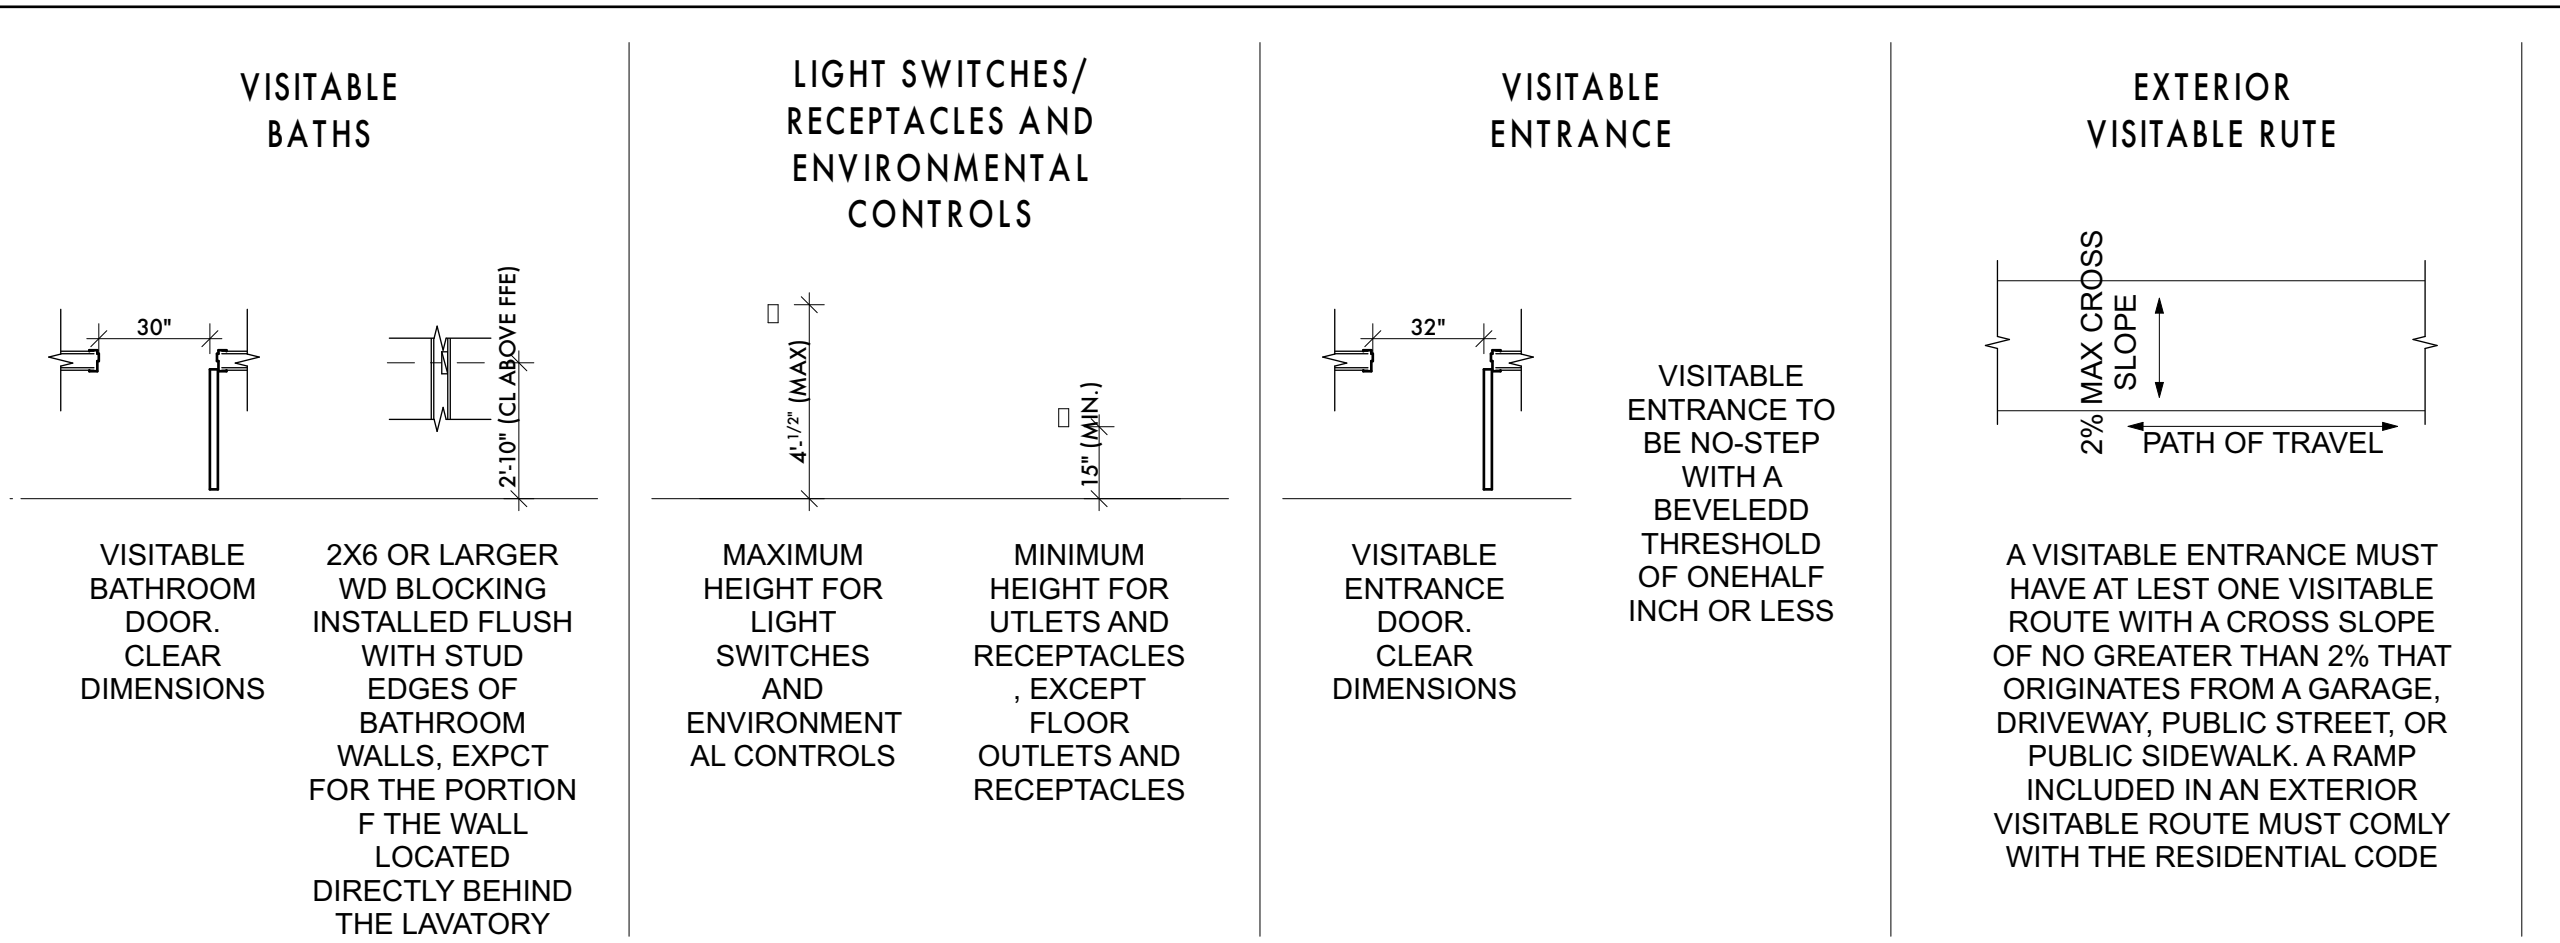 VISITABLE
BATHS
30"
2'-10" (CL ABOVE FFE)
VISITABLE
BATHROOM
DOOR.
CLEAR
DIMENSIONS
2X6 OR LARGER
WD BLOCKING
INSTALLED FLUSH
WITH STUD
EDGES OF
BATHROOM
WALLS, EXPCT
FOR THE PORTION
F THE WALL
LOCATED
DIRECTLY BEHIND
THE LAVATORY
LIGHT SWITCHES/
RECEPTACLES AND
ENVIRONMENTAL
CONTROLS
4'-1/2" (MAX)
15" (MIN.)
MAXIMUM
HEIGHT FOR
LIGHT
SWITCHES
AND
ENVIRONMENT
AL CONTROLS
MINIMUM
HEIGHT FOR
UTLETS AND
RECEPTACLES
, EXCEPT
FLOOR
OUTLETS AND
RECEPTACLES
VISITABLE
ENTRANCE
32"
VISITABLE
ENTRANCE
DOOR.
CLEAR
DIMENSIONS
VISITABLE
ENTRANCE TO
BE NO-STEP
WITH A
BEVELEDD
THRESHOLD
OF ONEHALF
INCH OR LESS
EXTERIOR
VISITABLE RUTE
2% MAX CROSS
SLOPE
PATH OF TRAVEL
A VISITABLE ENTRANCE MUST
HAVE AT LEST ONE VISITABLE
ROUTE WITH A CROSS SLOPE
OF NO GREATER THAN 2% THAT
ORIGINATES FROM A GARAGE,
DRIVEWAY, PUBLIC STREET, OR
PUBLIC SIDEWALK. A RAMP
INCLUDED IN AN EXTERIOR
VISITABLE ROUTE MUST COMLY
WITH THE RESIDENTIAL CODE